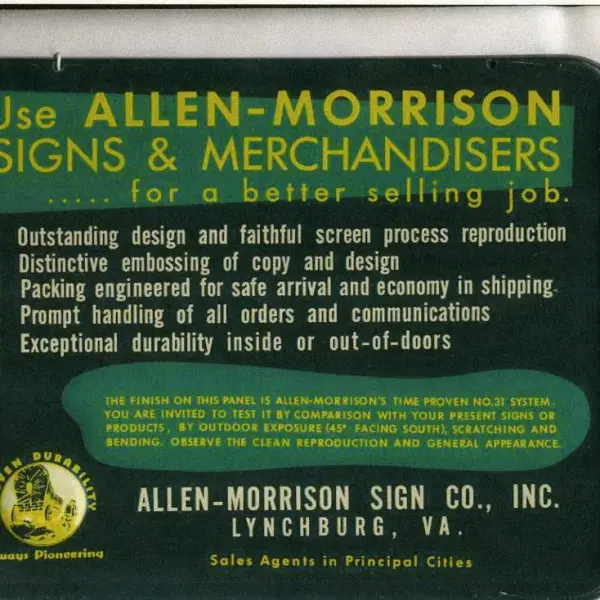 Use ALLEN-MORRISON
SIGNS & MERCHANDISERS
..... for a better selling job.
Outstanding design and faithful screen process reproduction
Distinctive embossing of copy and design
Packing engineered for safe arrival and economy in shipping.
Prompt handling of all orders and communications
Exceptional durability inside or out-of-doors
THE FINISH ON THIS PANEL IS ALLEN-MORRISON'S TIME PROVEN NO.31 SYSTEM.
YOU ARE INVITED TO TEST IT BY COMPARISON WITH YOUR PRESENT SIGNS OR
PRODUCTS, BY OUTDOOR EXPOSURE (45° FACING SOUTH), SCRATCHING AND
BENDING. OBSERVE THE CLEAN REPRODUCTION AND GENERAL APPEARANCE.
VEN DURABILITY
ways Pioneering
ALLEN-MORRISON SIGN CO., INC.
LYNCHBURG, VA.
Sales Agents in Principal Cities